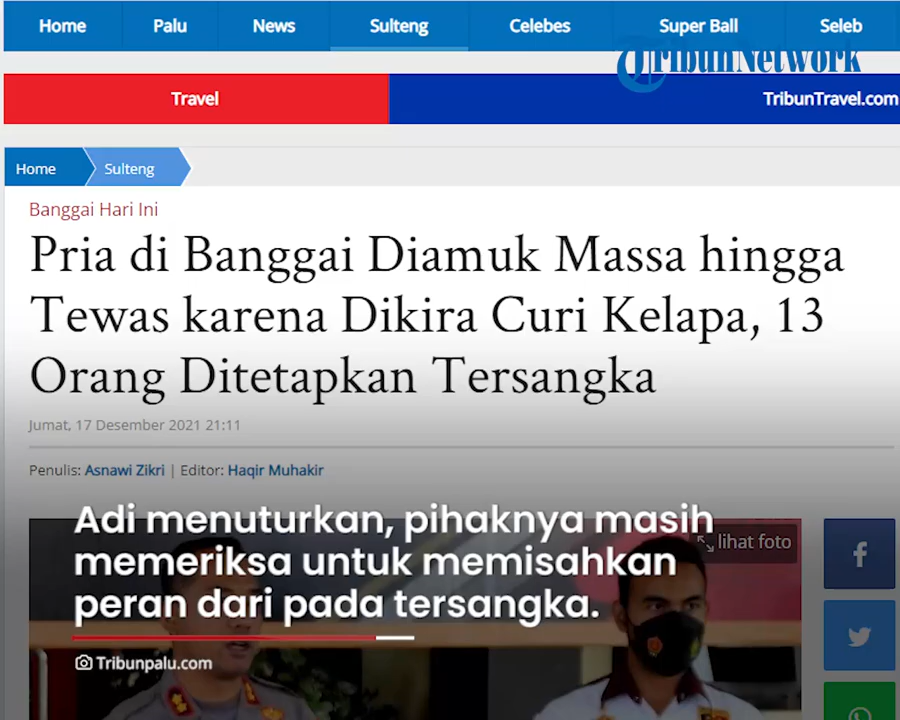 Home Palu News Sulteng Celebes Super Ball Seleb
TribunNetwork
Travel TribunTravel.com
Home Sulteng
Banggai Hari Ini
Pria di Banggai Diamuk Massa hingga
Tewas karena Dikira Curi Kelapa, 13
Orang Ditetapkan Tersangka
Jumat, 17 Desember 2021 21:11
Penulis: Asnawi Zikri | Editor: Haqir Muhakir
lihat foto
Adi menuturkan, pihaknya masih
memeriksa untuk memisahkan
peran dari pada tersangka.
Tribunpalu.com